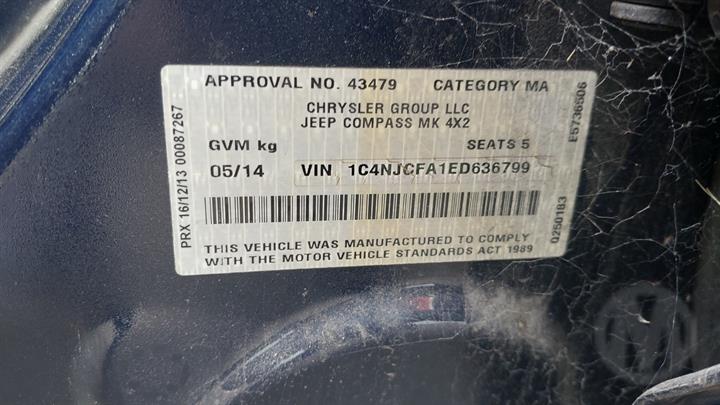 APPROVAL NO. 43479 CATEGORY MA
CHRYSLER GROUP LLC
JEEP COMPASS MK 4X2
GVM kg SEATS 5
05/14 VIN 1C4NJCFA1ED636799
THIS VEHICLE WAS MANUFACTURED TO COMPLY
WITH THE MOTOR VEHICLE STANDARDS ACT 1989
PRX 16/12/13 00087267
E5736506
0250183